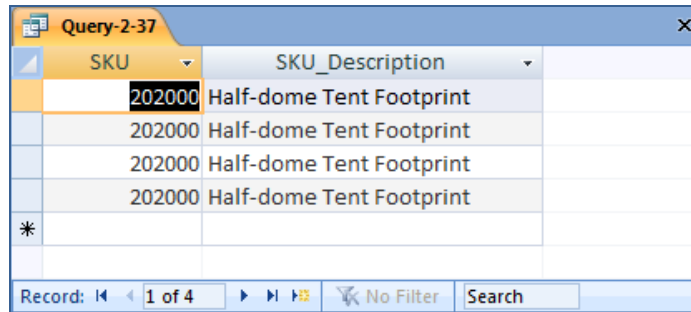 Query-2-37
SKU SKU_Description
202000 Half-dome Tent Footprint
202000 Half-dome Tent Footprint
202000 Half-dome Tent Footprint
202000 Half-dome Tent Footprint
Record: 1 of 4 No Filter Search